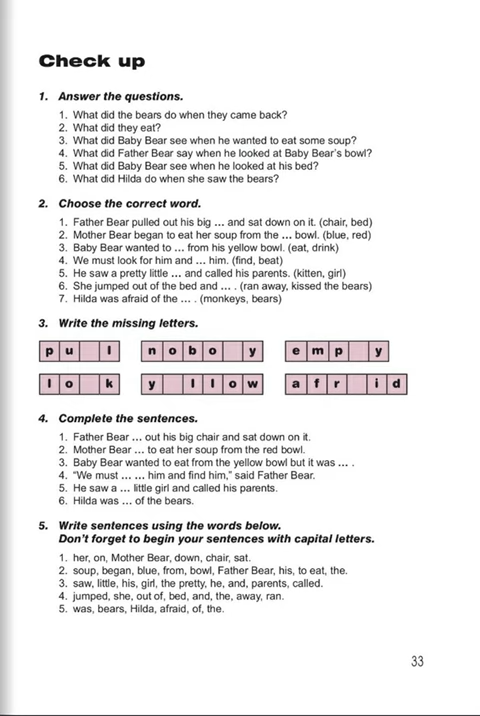 Check up
1. Answer the questions.
1. What did the bears do when they came back?
2. What did they eat?
3. What did Baby Bear see when he wanted to eat some soup?
4. What did Father Bear say when he looked at Baby Bear's bowl?
5. What did Baby Bear see when he looked at his bed?
6. What did Hilda do when she saw the bears?
2. Choose the correct word.
1. Father Bear pulled out his big ... and sat down on it. (chair, bed)
2. Mother Bear began to eat her soup from the ... bowl. (blue, red)
3. Baby Bear wanted to ... from his yellow bowl. (eat, drink)
4. We must look for him and ... him. (find, beat)
5. He saw a pretty little ... and called his parents. (kitten, girl)
6. She jumped out of the bed and ... . (ran away, kissed the bears)
7. Hilda was afraid of the ... . (monkeys, bears)
3. Write the missing letters.
p u l n o b o y e m p y
l o k y l l o w a f r i d
4. Complete the sentences.
1. Father Bear ... out his big chair and sat down on it.
2. Mother Bear ... to eat her soup from the red bowl.
3. Baby Bear wanted to eat from the yellow bowl but it was ... .
4. "We must ... ... him and find him," said Father Bear.
5. He saw a ... little girl and called his parents.
6. Hilda was ... of the bears.
5. Write sentences using the words below.
Don't forget to begin your sentences with capital letters.
1. her, on, Mother Bear, down, chair, sat.
2. soup, began, blue, from, bowl, Father Bear, his, to eat, the.
3. saw, little, his, girl, the pretty, he, and, parents, called.
4. jumped, she, out of, bed, and, the, away, ran.
5. was, bears, Hilda, afraid, of, the.
33